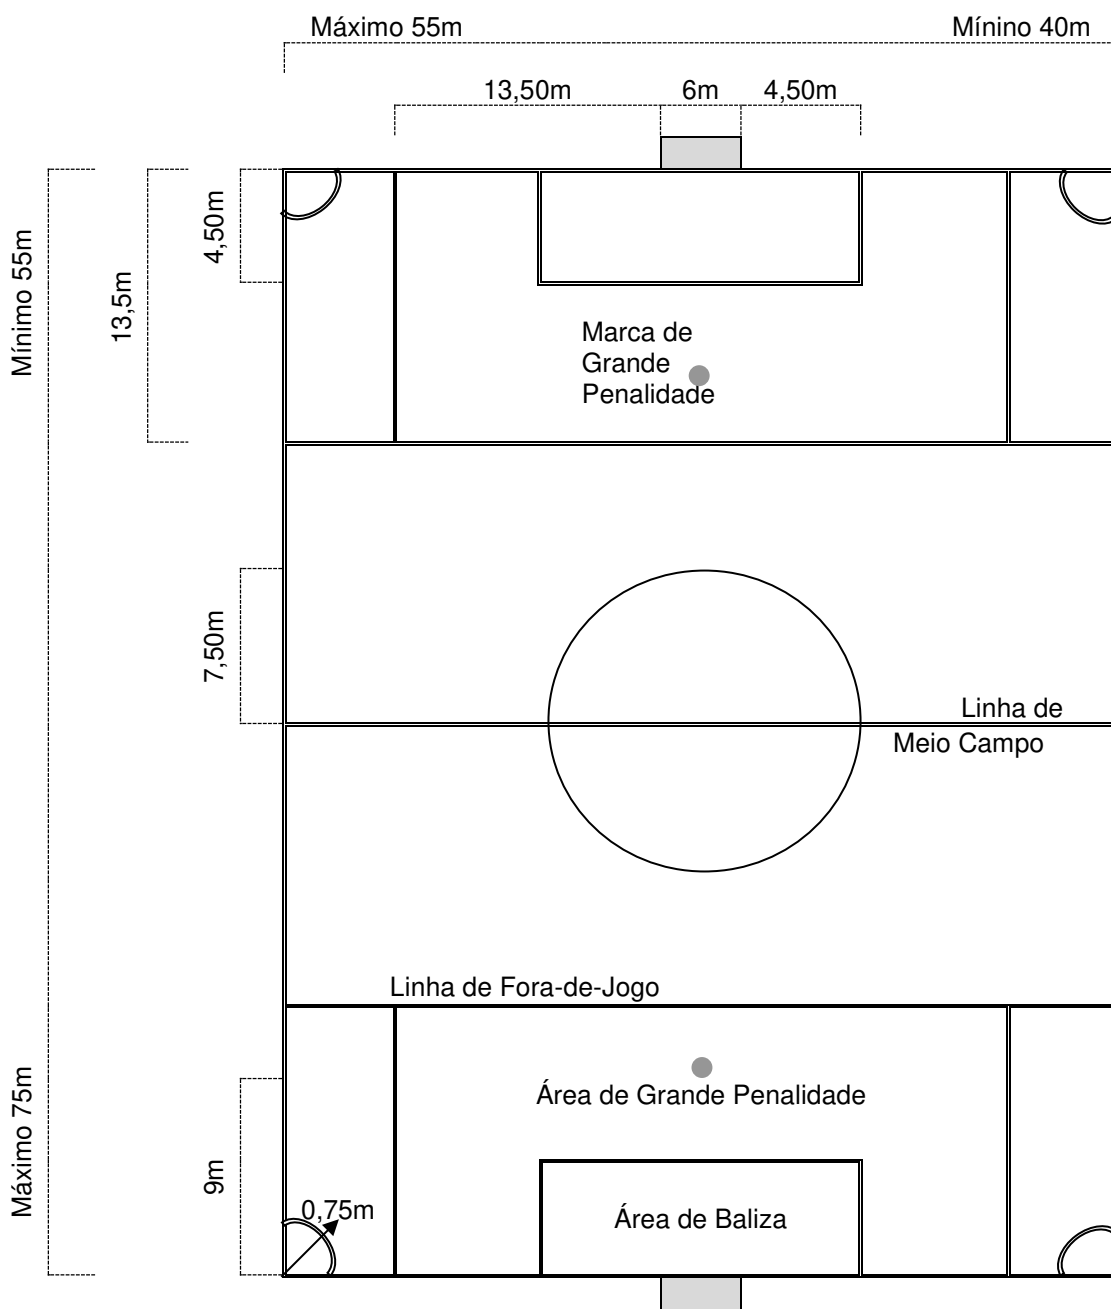 Máximo 55m
Mínino 40m
13,50m
6m
4,50m
4,50m
Mínimo 55m
13,5m
Marca de
Grande
Penalidade
7,50m
Linha de
Meio Campo
Linha de Fora-de-Jogo
Máximo 75m
Área de Grande Penalidade
9m
0,75m
Área de Baliza